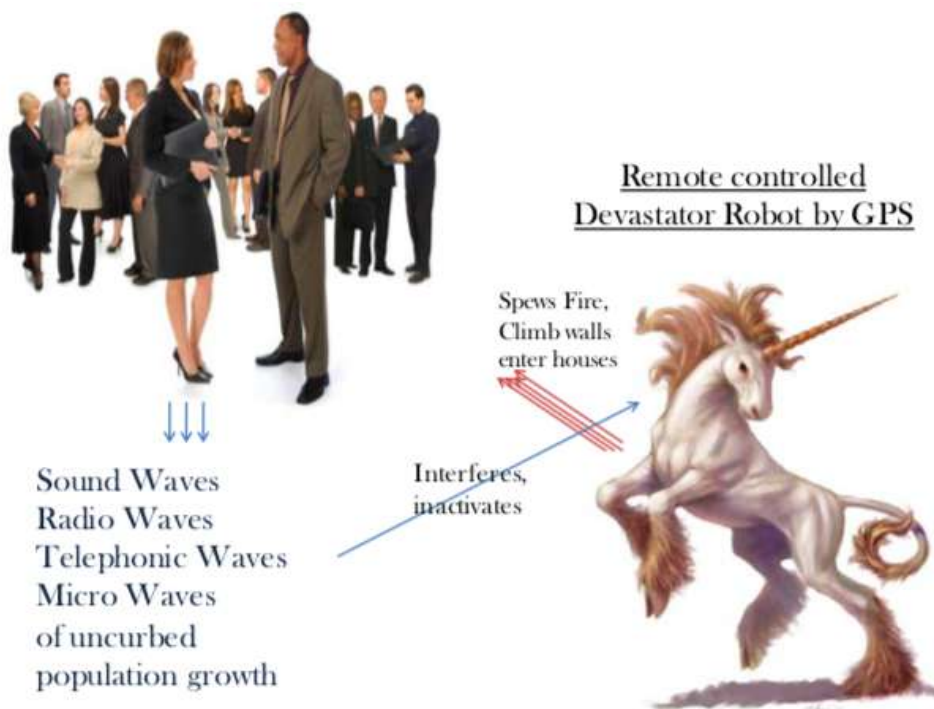 Remote controlled
Devastator Robot by GPS
Spews Fire,
Climb walls
enter houses
Interferes,
inactivates
Sound Waves
Radio Waves
Telephonic Waves
Micro Waves
of uncurbed
population growth